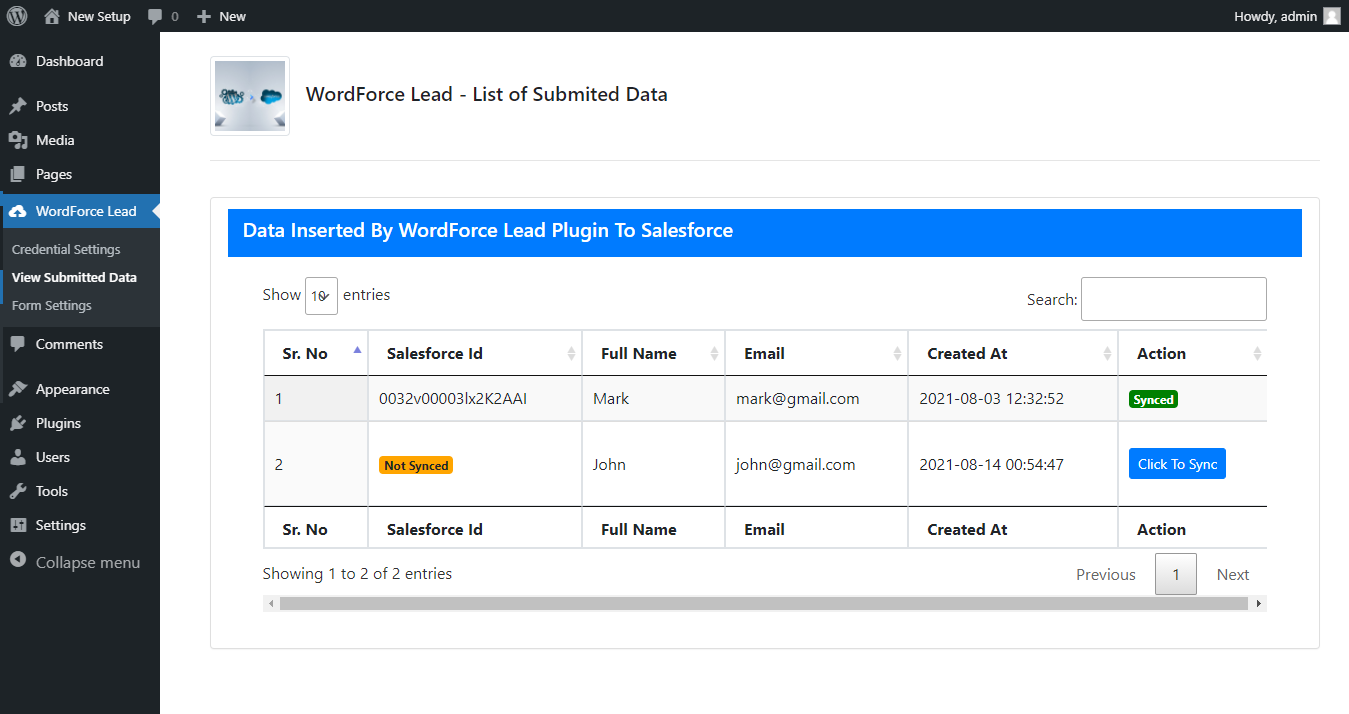 New Setup 0 New Howdy, admin
Dashboard
Posts
Media
Pages
WordForce Lead
Credential Settings
View Submitted Data
Form Settings
Comments
Appearance
Plugins
Users
Tools
Settings
Collapse menu
WordForce Lead - List of Submited Data
Data Inserted By WordForce Lead Plugin To Salesforce
Show 10 entries Search:
Sr. No Salesforce Id Full Name Email Created At Action
1 0032v00003lx2K2AAI Mark mark@gmail.com 2021-08-03 12:32:52 Synced
2 Not Synced John john@gmail.com 2021-08-14 00:54:47 Click To Sync
Sr. No Salesforce Id Full Name Email Created At Action
Showing 1 to 2 of 2 entries Previous 1 Next